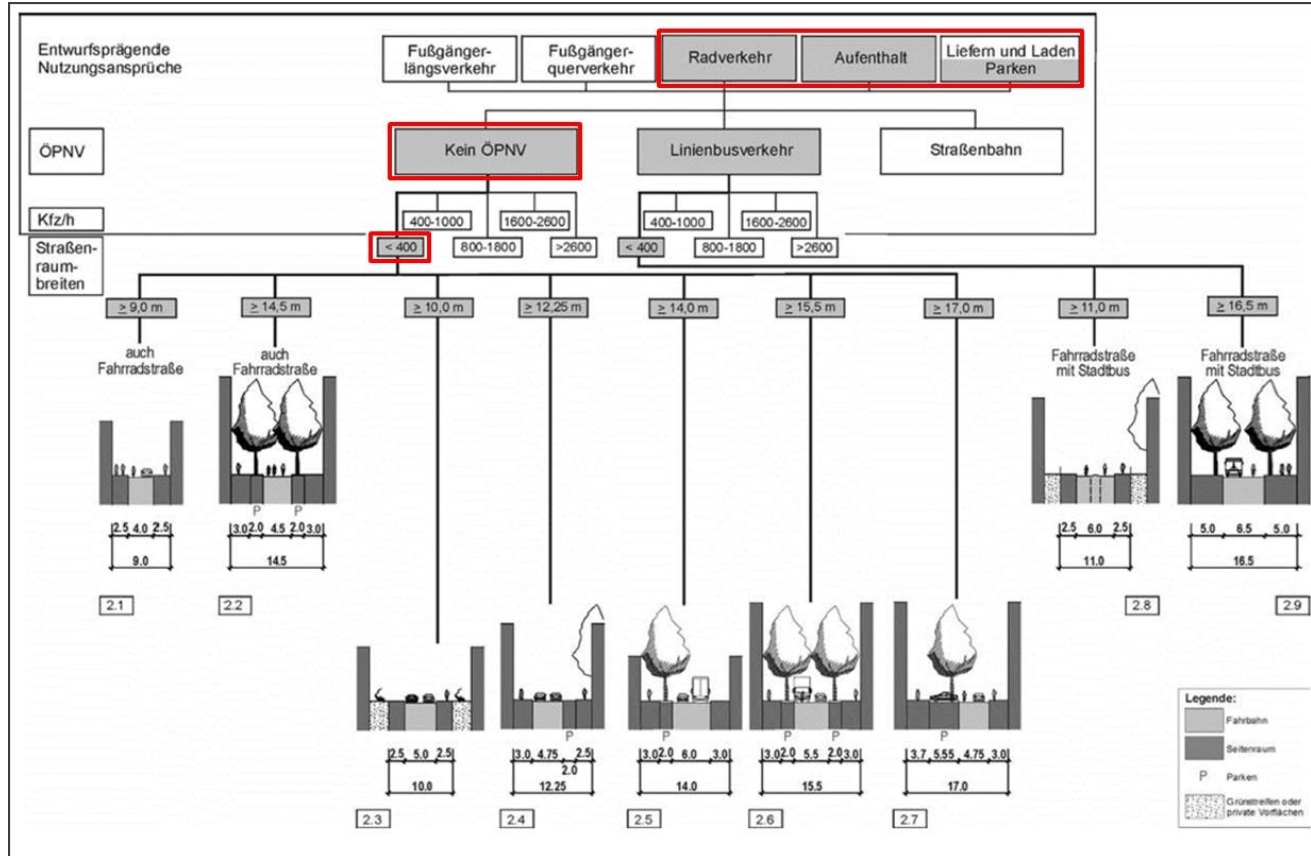 Entwurfsprägende
Nutzungsansprüche
Fußgänger-
längsverkehr
Fußgänger-
querverkehr
Radverkehr
Aufenthalt
Liefern und Laden
Parken
ÖPNV
Kein ÖPNV
Linienbusverkehr
Straßenbahn
Kfz/h
400-1000
1600-2600
400-1000
1600-2600
Straßen-
raum-
breiten
< 400
800-1800
>2600
< 400
800-1800
>2600
≥ 9,0 m
≥ 14,5 m
≥ 10,0 m
≥ 12,25 m
≥ 14,0 m
≥ 15,5 m
≥ 17,0 m
≥ 11,0 m
≥ 16,5 m
auch
Fahrradstraße
auch
Fahrradstraße
Fahrradstraße
mit Stadtbus
Fahrradstraße
mit Stadtbus
P P
2.5 4.0 2.5
9.0
2.1
3.0 2.0 4.5 2.0 3.0
14.5
2.2
2.5 6.0 2.5
11.0
2.8
5.0 6.5 5.0
16.5
2.9
2.5 5.0 2.5
10.0
2.3
P
3.0 4.75 2.5
2.0
12.25
2.4
P
3.0 2.0 6.0 3.0
14.0
2.5
P P
3.0 2.0 5.5 2.0 3.0
15.5
2.6
P
3.7 5.55 4.75 3.0
17.0
2.7
Legende:
Fahrbahn
Seitenraum
P Parken
Grünstreifen oder
private Vorflächen